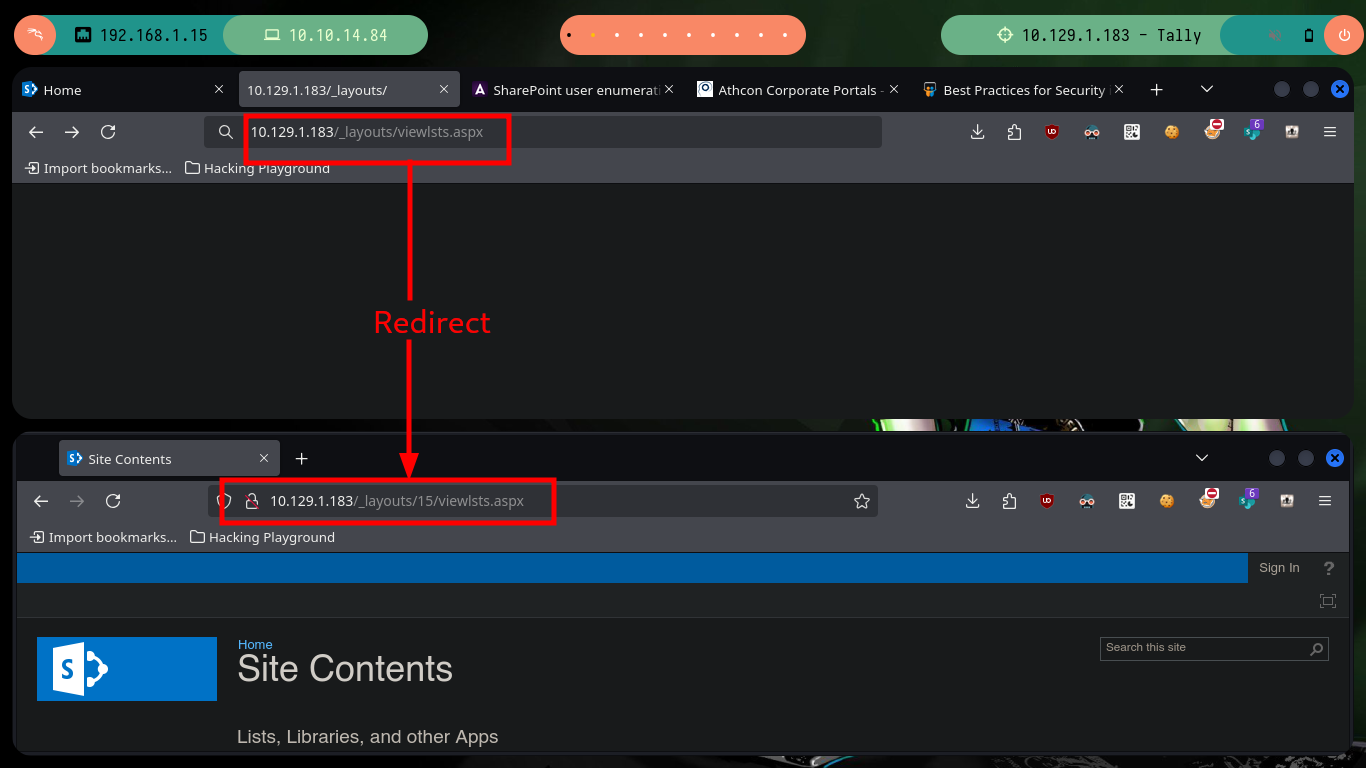 192.168.1.15 10.10.14.84 10.129.1.183 - Tally
Home 10.129.1.183/_layouts/ SharePoint user enumerati Athcon Corporate Portals - Best Practices for Security
10.129.1.183/_layouts/viewlsts.aspx 6
Import bookmarks... Hacking Playground
Redirect
Site Contents
10.129.1.183/_layouts/15/viewlsts.aspx 6
Import bookmarks... Hacking Playground
Sign In ?
S Home Search this site
Site Contents
Lists, Libraries, and other Apps